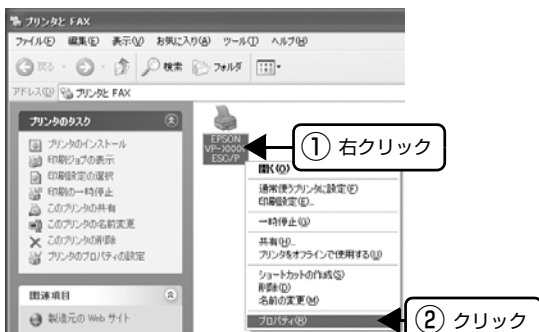 プリンタと FAX
ファイル(F) 編集(E) 表示(V) お気に入り(A) ツール(T) ヘルプ(H)
戻る 検索 フォルダ
アドレス(D) プリンタと FAX
プリンタのタスク
プリンタのインストール
印刷ジョブの表示
印刷設定の選択
印刷の一時停止
このプリンタの共有
このプリンタの名前変更
このプリンタの削除
プリンタのプロパティの設定
関連項目
製造元の Web サイト
EPSON
VP-XXXX
ESC/P
① 右クリック
開く(O)
通常使うプリンタに設定(F)
印刷設定(E)...
一時停止(G)
共有(H)...
プリンタをオフラインで使用する(U)
ショートカットの作成(S)
削除(D)
名前の変更(M)
プロパティ(R)
② クリック